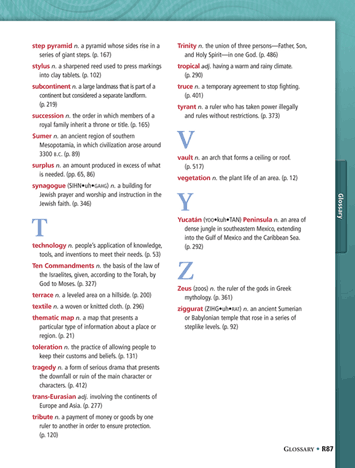 step pyramid n. a pyramid whose sides rise in a
series of giant steps. (p. 167)
stylus n. a sharpened reed used to press markings
into clay tablets. (p. 102)
subcontinent n. a large landmass that is part of a
continent but considered a separate landform.
(p. 219)
succession n. the order in which members of a
royal family inherit a throne or title. (p. 165)
Sumer n. an ancient region of southern
Mesopotamia, in which civilization arose around
3300 B.C. (p. 89)
surplus n. an amount produced in excess of what
is needed. (pp. 65, 86)
synagogue (SIHN•uh•GAHG) n. a building for
Jewish prayer and worship and instruction in the
Jewish faith. (p. 346)
T
technology n. people's application of knowledge,
tools, and inventions to meet their needs. (p. 53)
Ten Commandments n. the basis of the law of
the Israelites, given, according to the Torah, by
God to Moses. (p. 327)
terrace n. a leveled area on a hillside. (p. 200)
textile n. a woven or knitted cloth. (p. 296)
thematic map n. a map that presents a
particular type of information about a place or
region. (p. 21)
toleration n. the practice of allowing people to
keep their customs and beliefs. (p. 131)
tragedy n. a form of serious drama that presents
the downfall or ruin of the main character or
characters. (p. 412)
trans-Eurasian adj. involving the continents of
Europe and Asia. (p. 277)
tribute n. a payment of money or goods by one
ruler to another in order to ensure protection.
(p. 120)
Trinity n. the union of three persons—Father, Son,
and Holy Spirit—in one God. (p. 486)
tropical adj. having a warm and rainy climate.
(p. 290)
truce n. a temporary agreement to stop fighting.
(p. 401)
tyrant n. a ruler who has taken power illegally
and rules without restrictions. (p. 373)
V
vault n. an arch that forms a ceiling or roof.
(p. 517)
vegetation n. the plant life of an area. (p. 12)
Y
Yucatán (YOO•kuh•TAN) Peninsula n. an area of
dense jungle in southeastern Mexico, extending
into the Gulf of Mexico and the Caribbean Sea.
(p. 292)
Z
Zeus (ZOOS) n. the ruler of the gods in Greek
mythology. (p. 361)
ziggurat (ZIHG•uh•RAT) n. an ancient Sumerian
or Babylonian temple that rose in a series of
steplike levels. (p. 92)
Glossary
GLOSSARY • R87